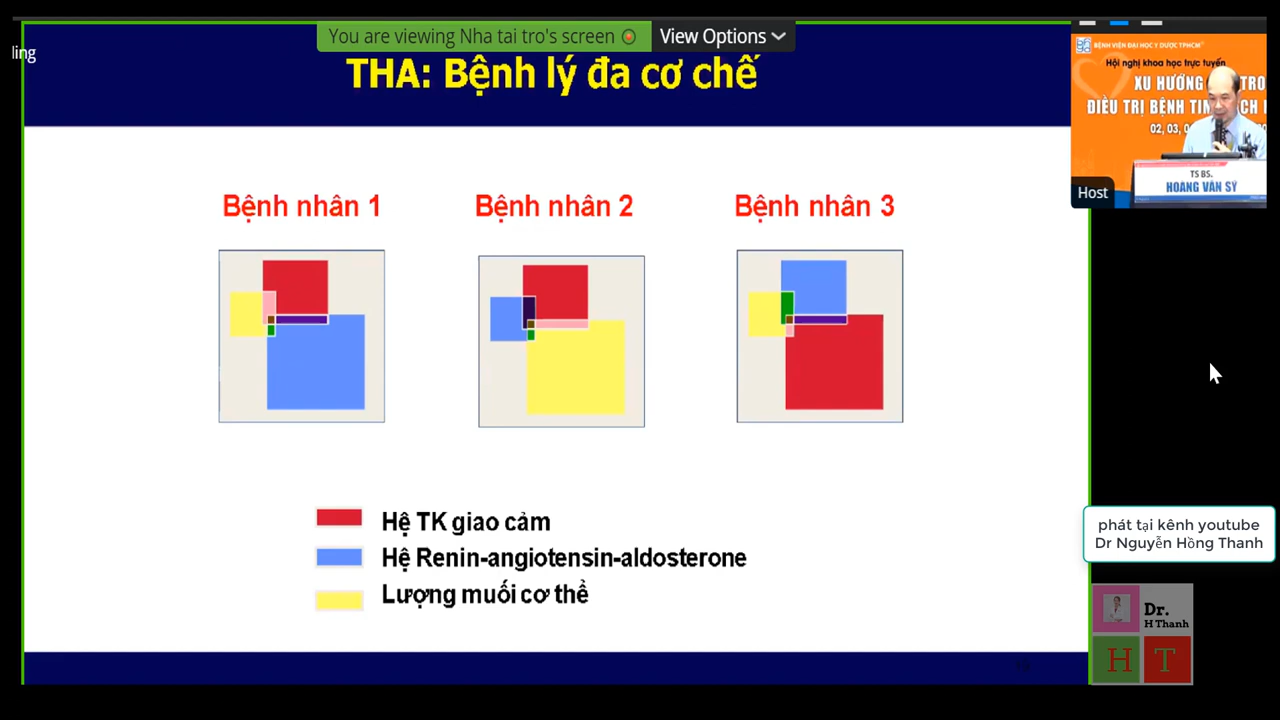 You are viewing Nha tai tro's screen
View Options
ling
THA: Bệnh lý đa cơ chế
BỆNH VIỆN ĐẠI HỌC Y DƯỢC TPHCM
Hội nghị khoa học trực tuyến
XU HƯỚNG
TRO
ĐIỀU TRỊ BỆNH TIM
02, 03, 0
TS BS.
HOÀNG VĂN SỸ
Host
Bệnh nhân 1
Bệnh nhân 2
Bệnh nhân 3
Hệ TK giao cảm
Hệ Renin-angiotensin-aldosterone
Lượng muối cơ thể
phát tại kênh youtube
Dr Nguyễn Hồng Thanh
Dr.
H Thanh
H T